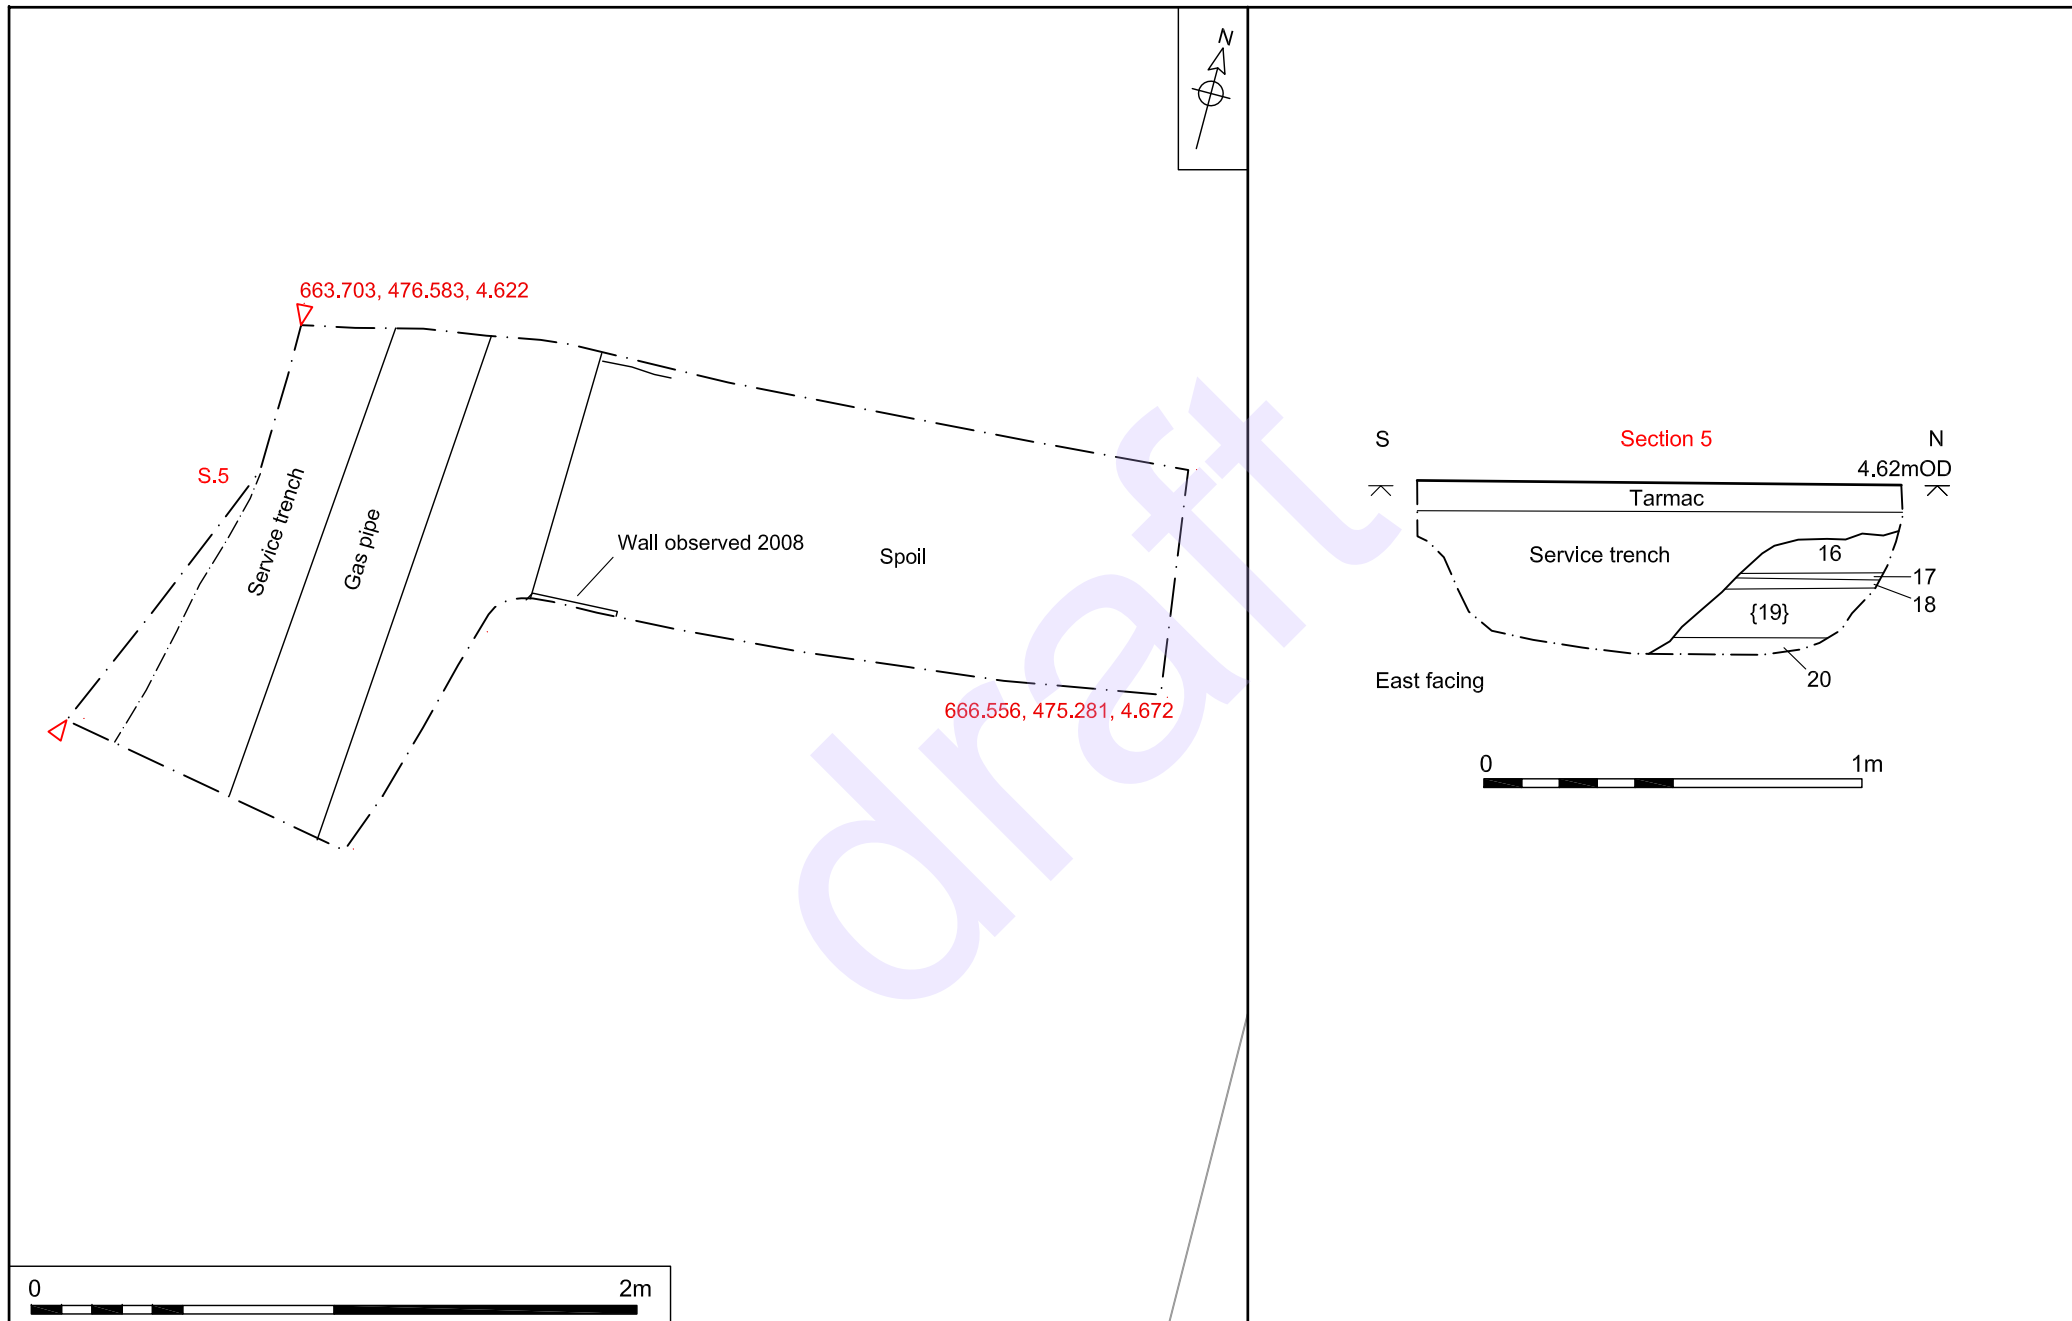 N
663.703, 476.583, 4.622
S.5
Service trench
Gas pipe
Wall observed 2008
Spoil
666.556, 475.281, 4.672
0 2m
draft
S Section 5 N
4.62mOD
Tarmac
Service trench
16
17
18
{19}
20
East facing
0 1m